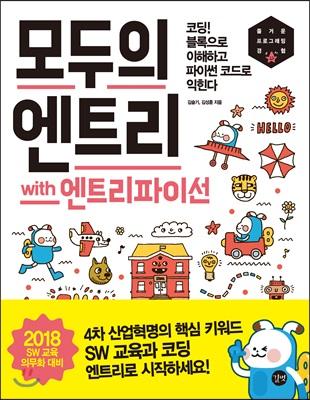 모두의
엔트리
with 엔트리파이선
코딩!
블록으로
이해하고
파이썬 코드로
익힌다
김슬기, 김성훈 지음
즐거운
프로그래밍
경험
HELLO
2018
SW 교육
의무화 대비
4차 산업혁명의 핵심 키워드
SW 교육과 코딩
엔트리로 시작하세요!
길벗
yes24